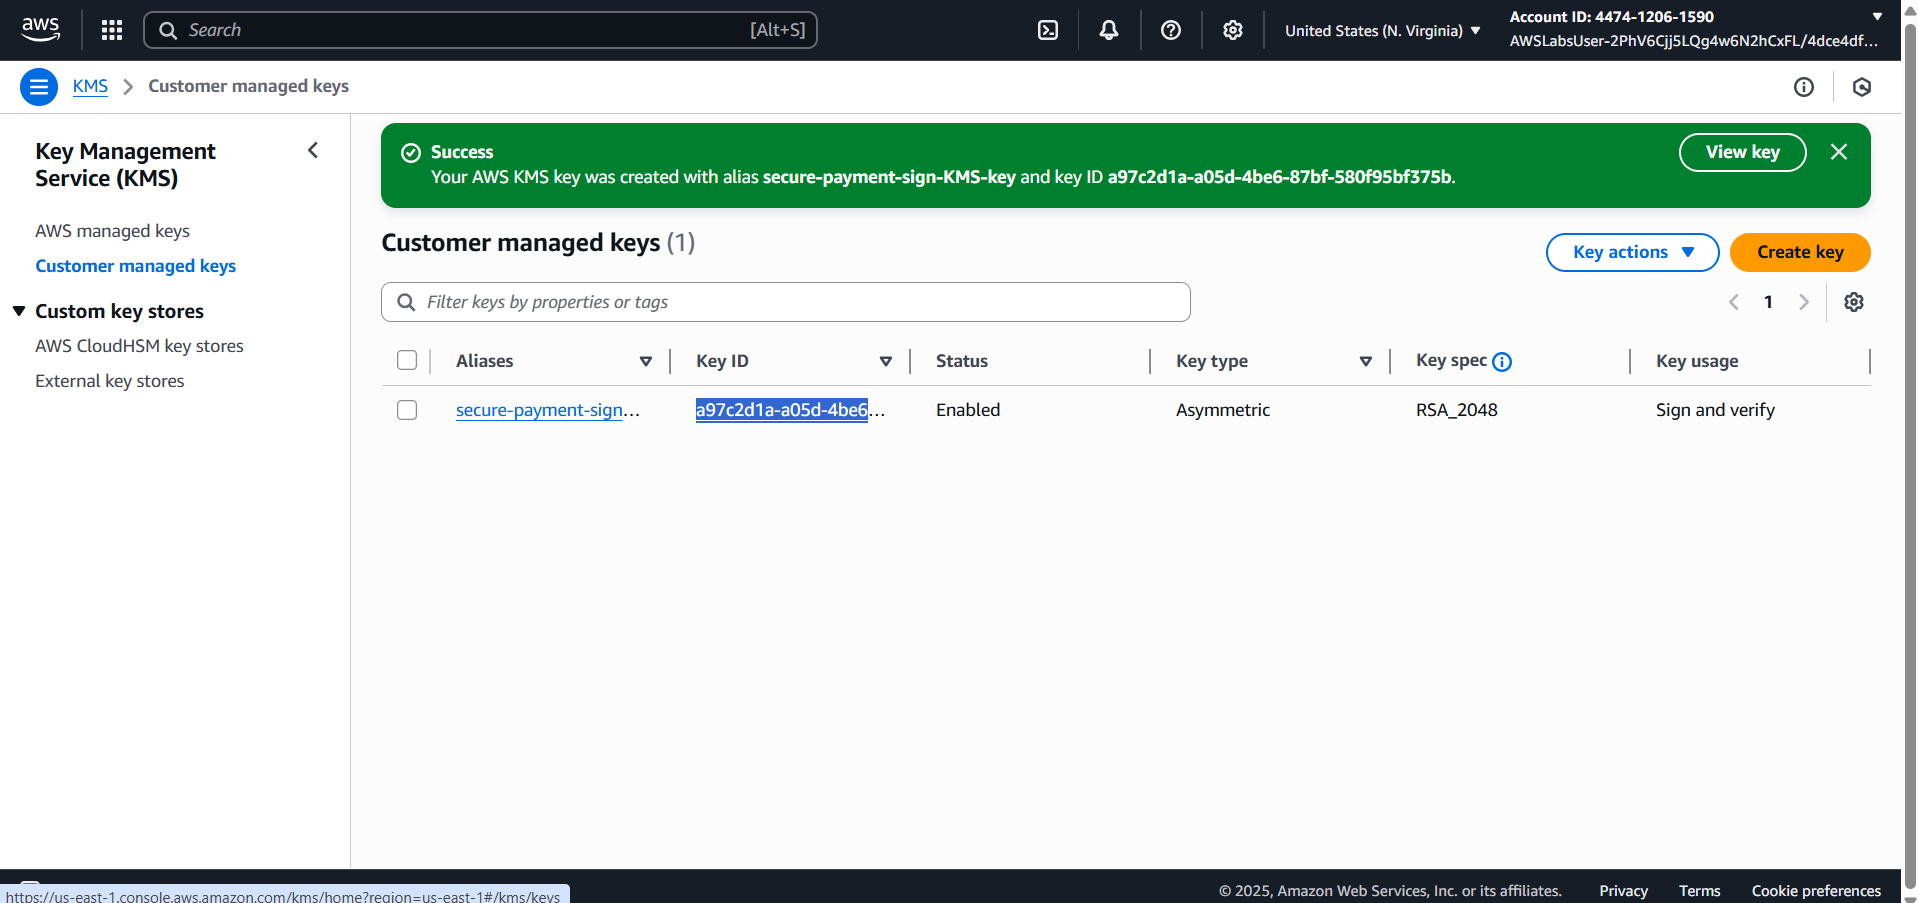 aws
Search
[Alt+S]
United States (N. Virginia)
Account ID: 4474-1206-1590
AWSLabsUser-2PhV6Cjj5LQg4w6N2hCxFL/4dce4df...
KMS
Customer managed keys
Key Management
Service (KMS)
AWS managed keys
Customer managed keys
Custom key stores
AWS CloudHSM key stores
External key stores
Success
Your AWS KMS key was created with alias secure-payment-sign-KMS-key and key ID a97c2d1a-a05d-4be6-87bf-580f95bf375b.
View key
Customer managed keys (1)
Key actions
Create key
Filter keys by properties or tags
1
Aliases Key ID Status Key type Key spec Key usage
secure-payment-sign... a97c2d1a-a05d-4be6... Enabled Asymmetric RSA_2048 Sign and verify
© 2025, Amazon Web Services, Inc. or its affiliates. Privacy Terms Cookie preferences
https://us-east-1.console.aws.amazon.com/kms/home?region=us-east-1#/kms/keys